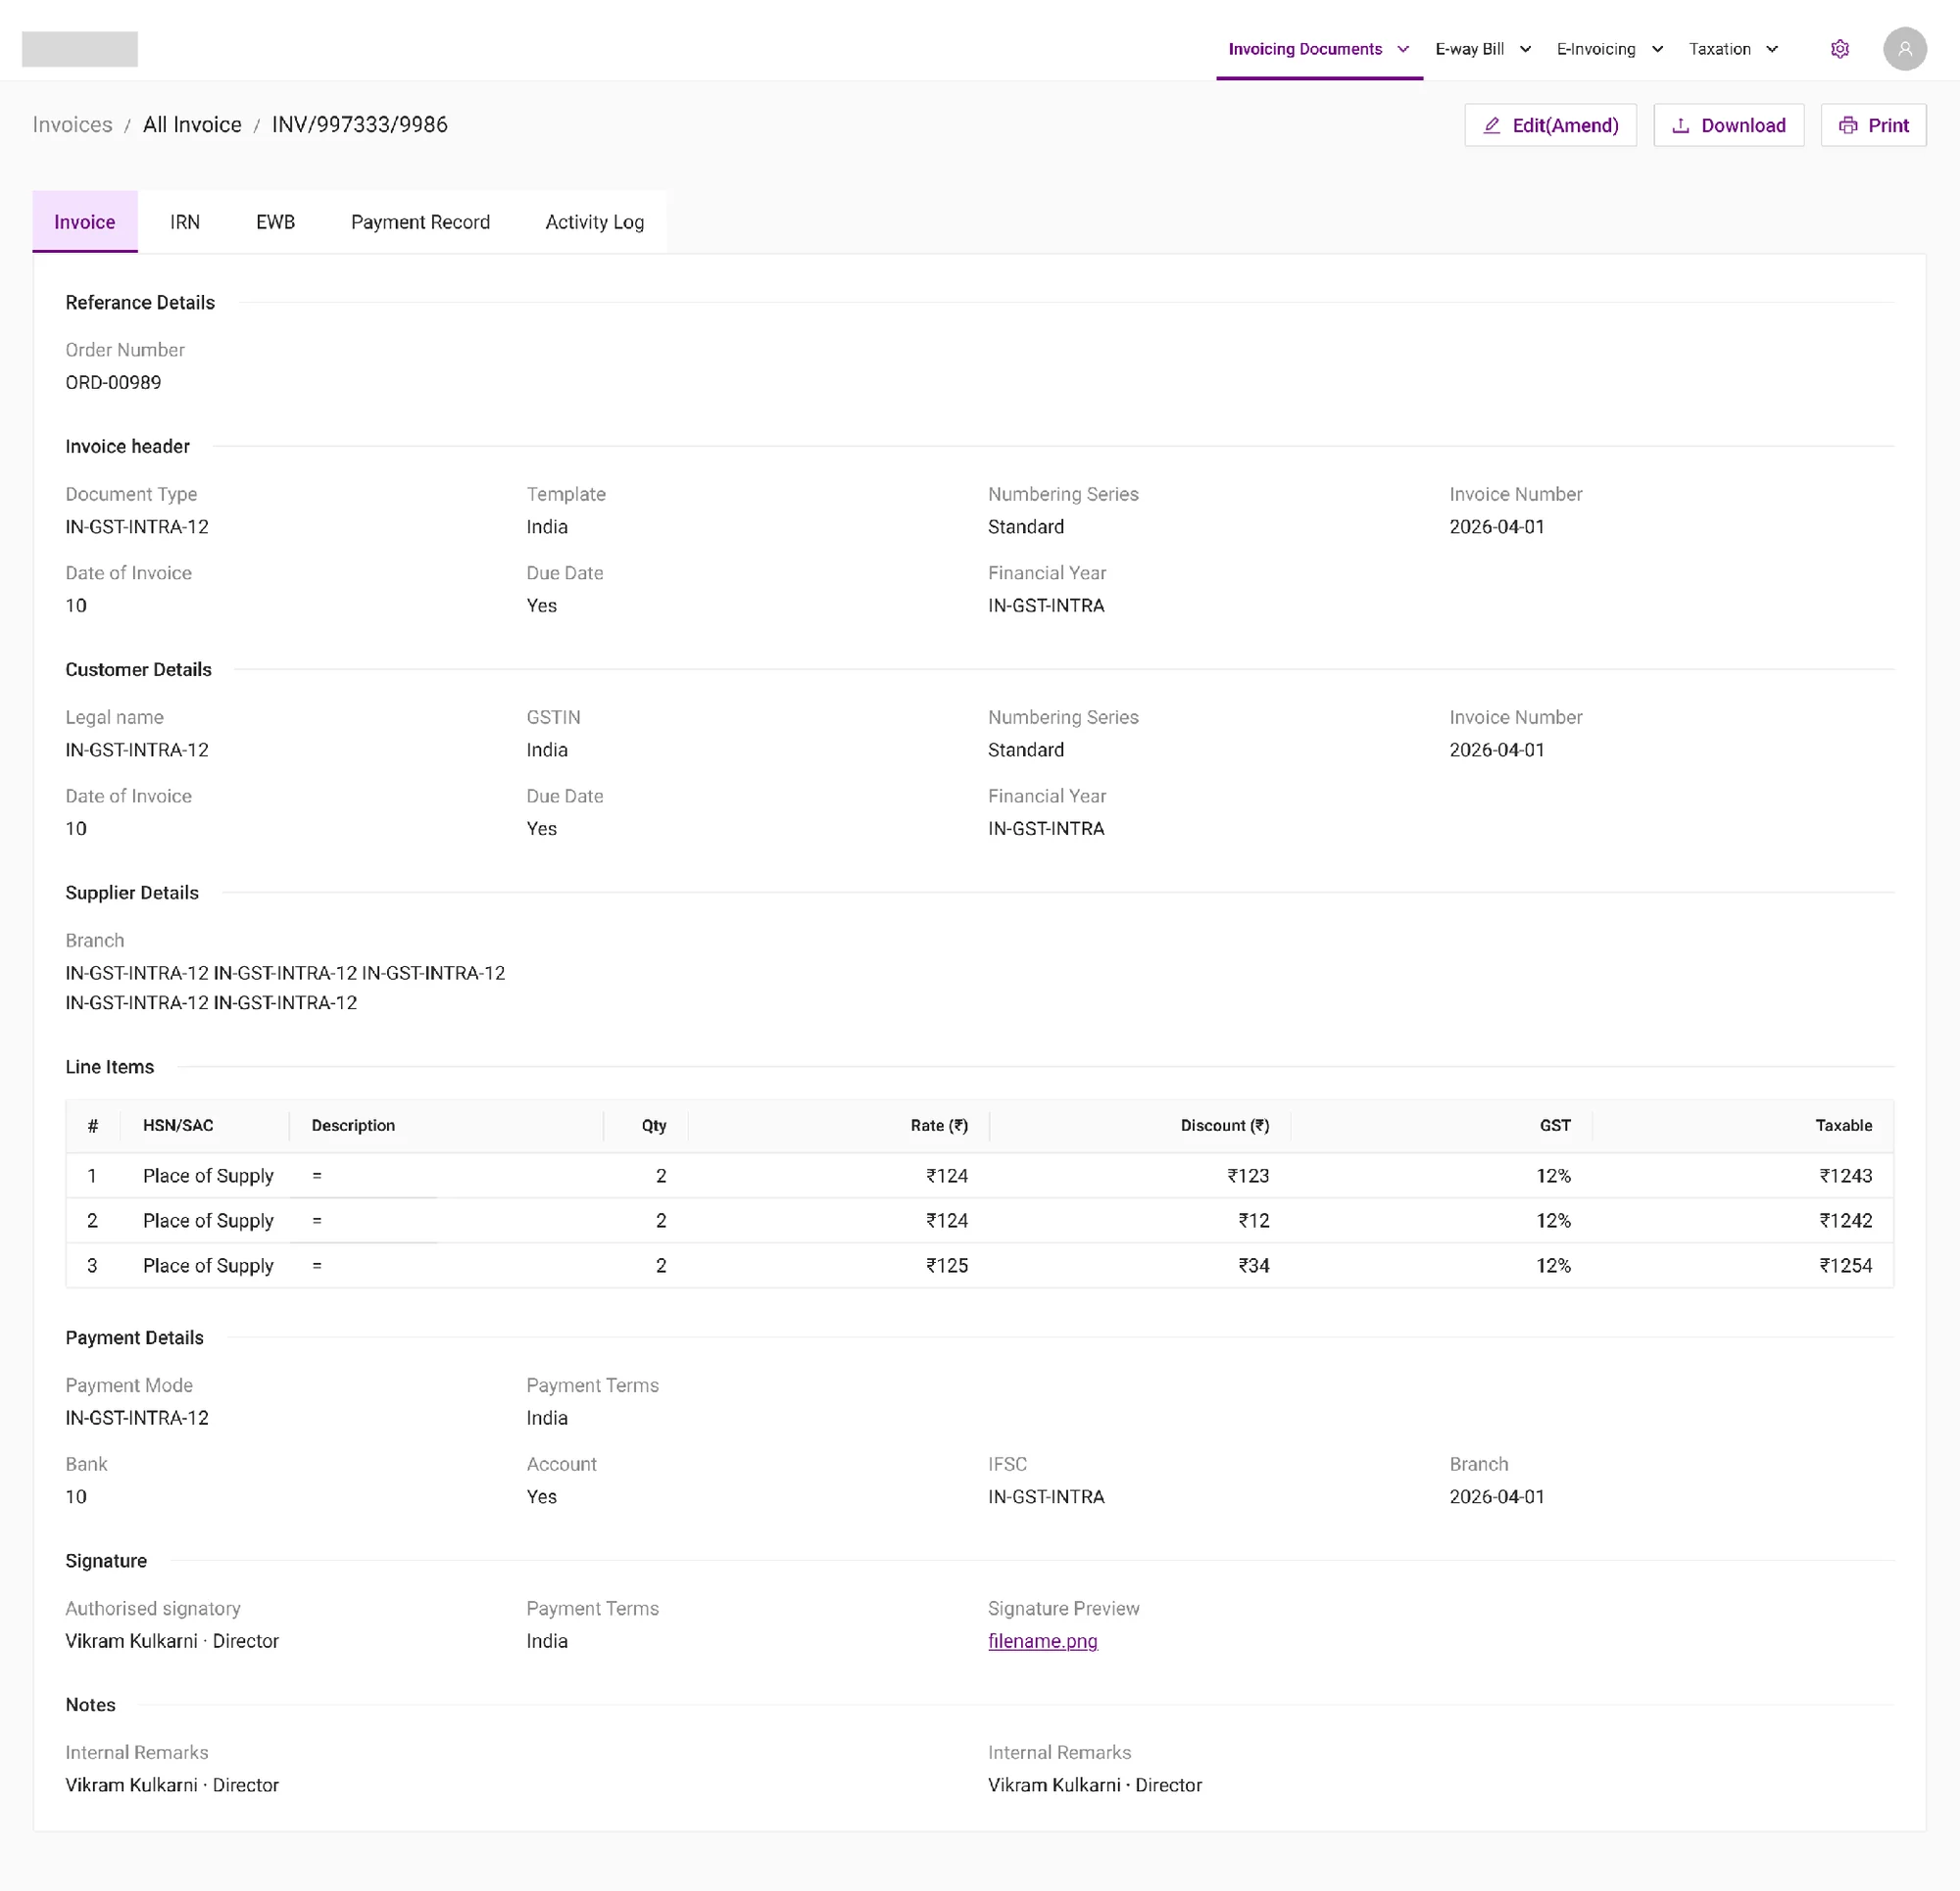 Invoicing Documents E-way Bill E-Invoicing Taxation
Invoices / All Invoice / INV/997333/9986
Edit(Amend) Download Print
Invoice IRN EWB Payment Record Activity Log
Referance Details
Order Number
ORD-00989
Invoice header
Document Type Template Numbering Series Invoice Number
IN-GST-INTRA-12 India Standard 2026-04-01
Date of Invoice Due Date Financial Year
10 Yes IN-GST-INTRA
Customer Details
Legal name GSTIN Numbering Series Invoice Number
IN-GST-INTRA-12 India Standard 2026-04-01
Date of Invoice Due Date Financial Year
10 Yes IN-GST-INTRA
Supplier Details
Branch
IN-GST-INTRA-12 IN-GST-INTRA-12 IN-GST-INTRA-12
IN-GST-INTRA-12 IN-GST-INTRA-12
Line Items
# HSN/SAC Description Qty Rate (₹) Discount (₹) GST Taxable
1 Place of Supply = 2 ₹124 ₹123 12% ₹1243
2 Place of Supply = 2 ₹124 ₹12 12% ₹1242
3 Place of Supply = 2 ₹125 ₹34 12% ₹1254
Payment Details
Payment Mode Payment Terms
IN-GST-INTRA-12 India
Bank Account IFSC Branch
10 Yes IN-GST-INTRA 2026-04-01
Signature
Authorised signatory Payment Terms Signature Preview
Vikram Kulkarni · Director India filename.png
Notes
Internal Remarks Internal Remarks
Vikram Kulkarni · Director Vikram Kulkarni · Director